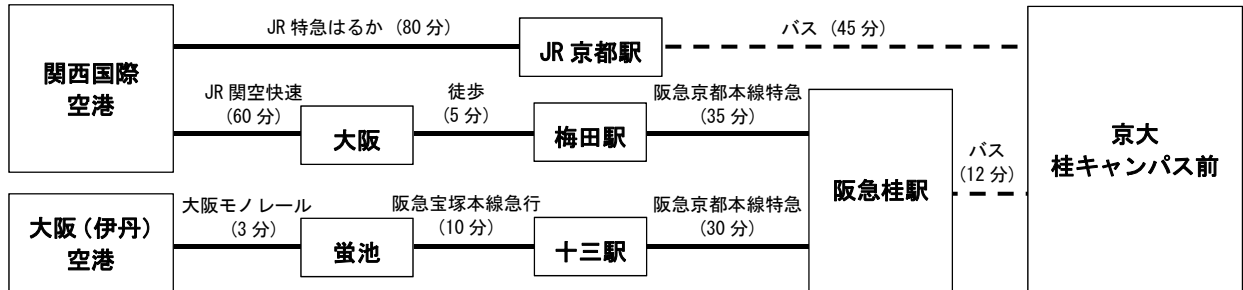 関西国際
空港
JR 特急はるか (80 分)
JR 京都駅
バス (45 分)
JR 関空快速
(60 分)
大阪
徒歩
(5 分)
梅田駅
阪急京都本線特急
(35 分)
大阪(伊丹)
空港
大阪モノレール
(3 分)
蛍池
阪急宝塚本線急行
(10 分)
十三駅
阪急京都本線特急
(30 分)
阪急桂駅
バス
(12 分)
京大
桂キャンパス前